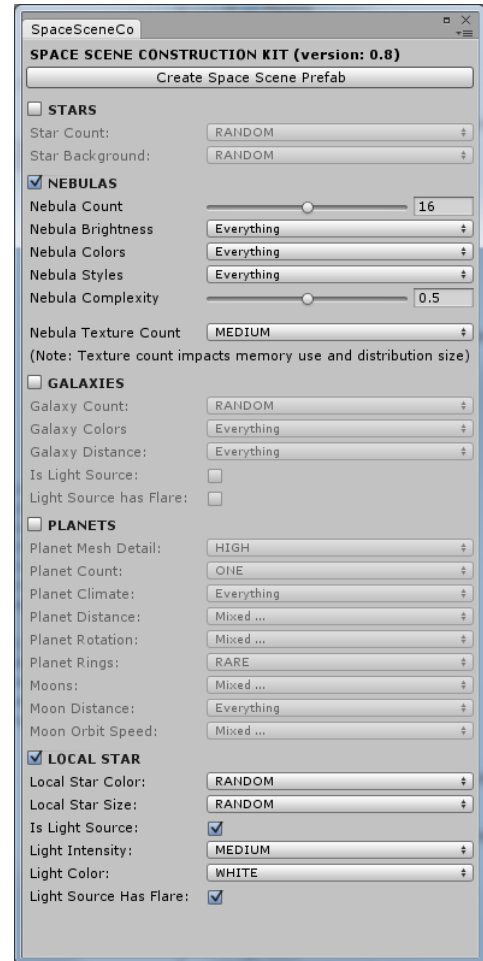 SpaceSceneCo
SPACE SCENE CONSTRUCTION KIT (version: 0.8)
Create Space Scene Prefab
STARS
Star Count: RANDOM
Star Background: RANDOM
NEBULAS
Nebula Count 16
Nebula Brightness Everything
Nebula Colors Everything
Nebula Styles Everything
Nebula Complexity 0.5
Nebula Texture Count MEDIUM
(Note: Texture count impacts memory use and distribution size)
GALAXIES
Galaxy Count: RANDOM
Galaxy Colors Everything
Galaxy Distance: Everything
Is Light Source:
Light Source has Flare:
PLANETS
Planet Mesh Detail: HIGH
Planet Count: ONE
Planet Climate: Everything
Planet Distance: Mixed ...
Planet Rotation: Mixed ...
Planet Rings: RARE
Moons: Mixed ...
Moon Distance: Everything
Moon Orbit Speed: Mixed ...
LOCAL STAR
Local Star Color: RANDOM
Local Star Size: RANDOM
Is Light Source:
Light Intensity: MEDIUM
Light Color: WHITE
Light Source Has Flare: